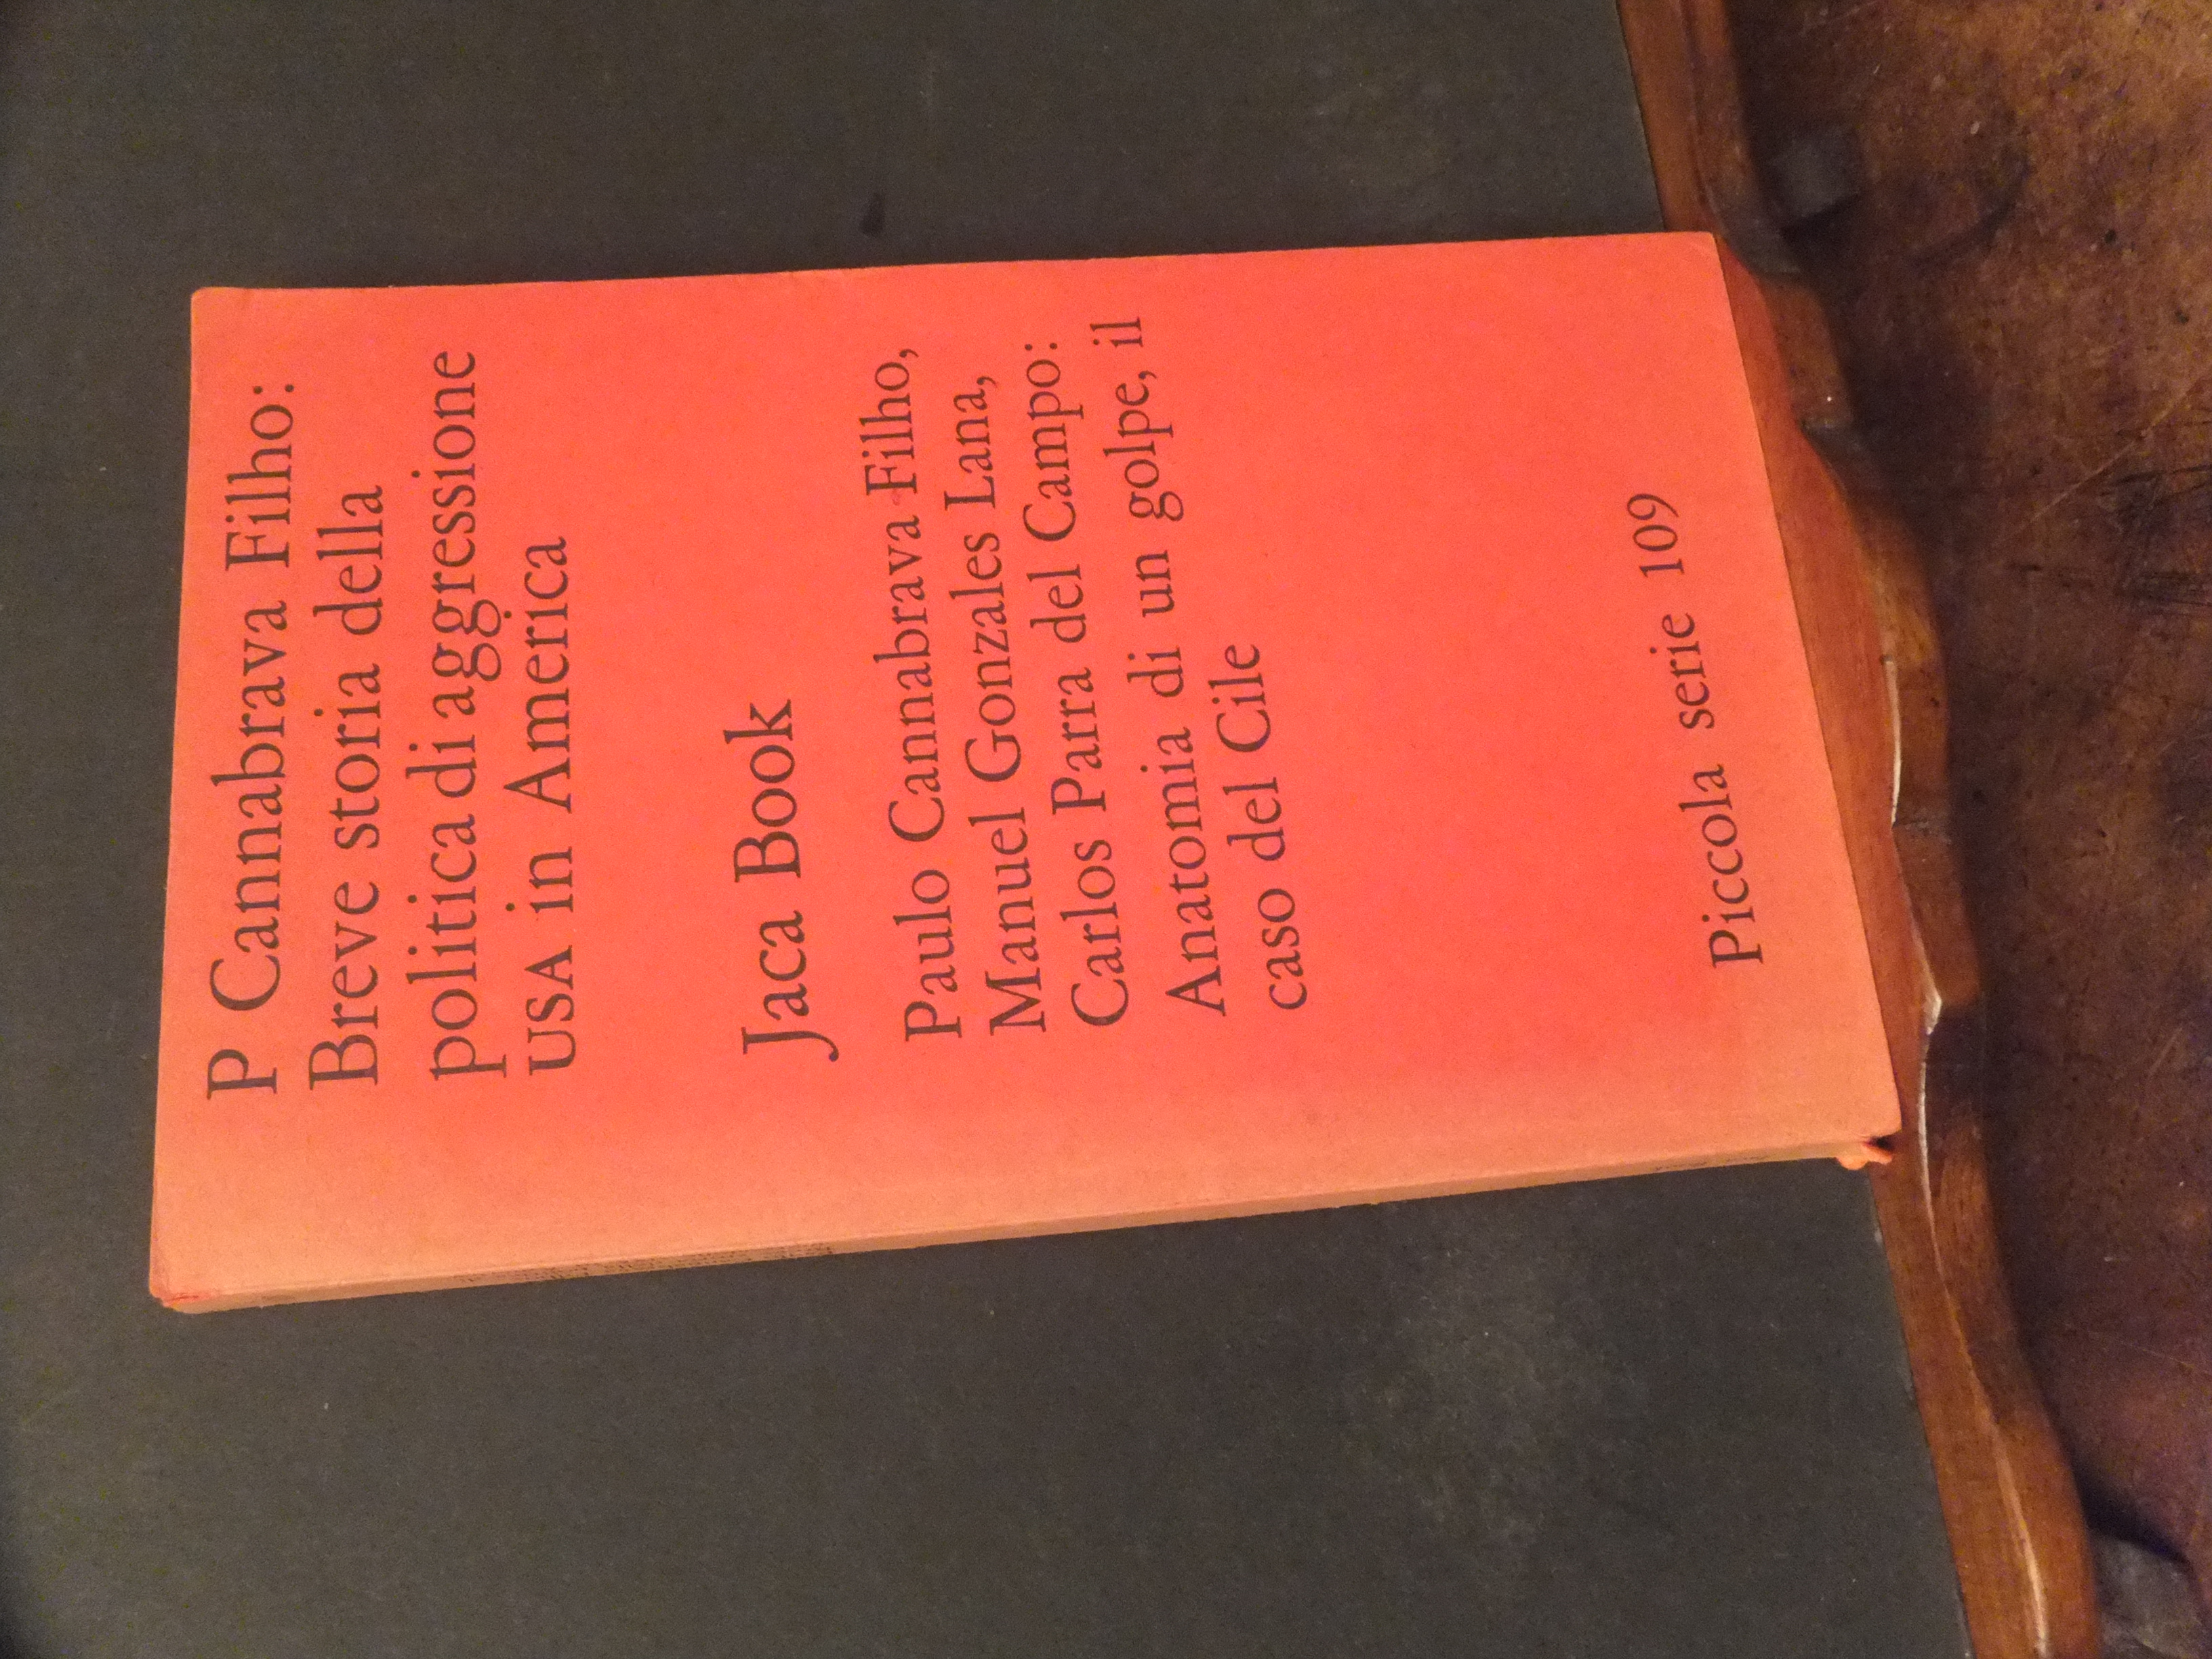 P Cannabrava Filho:
Breve storia della
politica di aggressione
USA in America
Jaca Book
Paulo Cannabrava Filho,
Manuel Gonzales Lana,
Carlos Parra del Campo:
Anatomia di un golpe, il
caso del Cile
Piccola serie 109